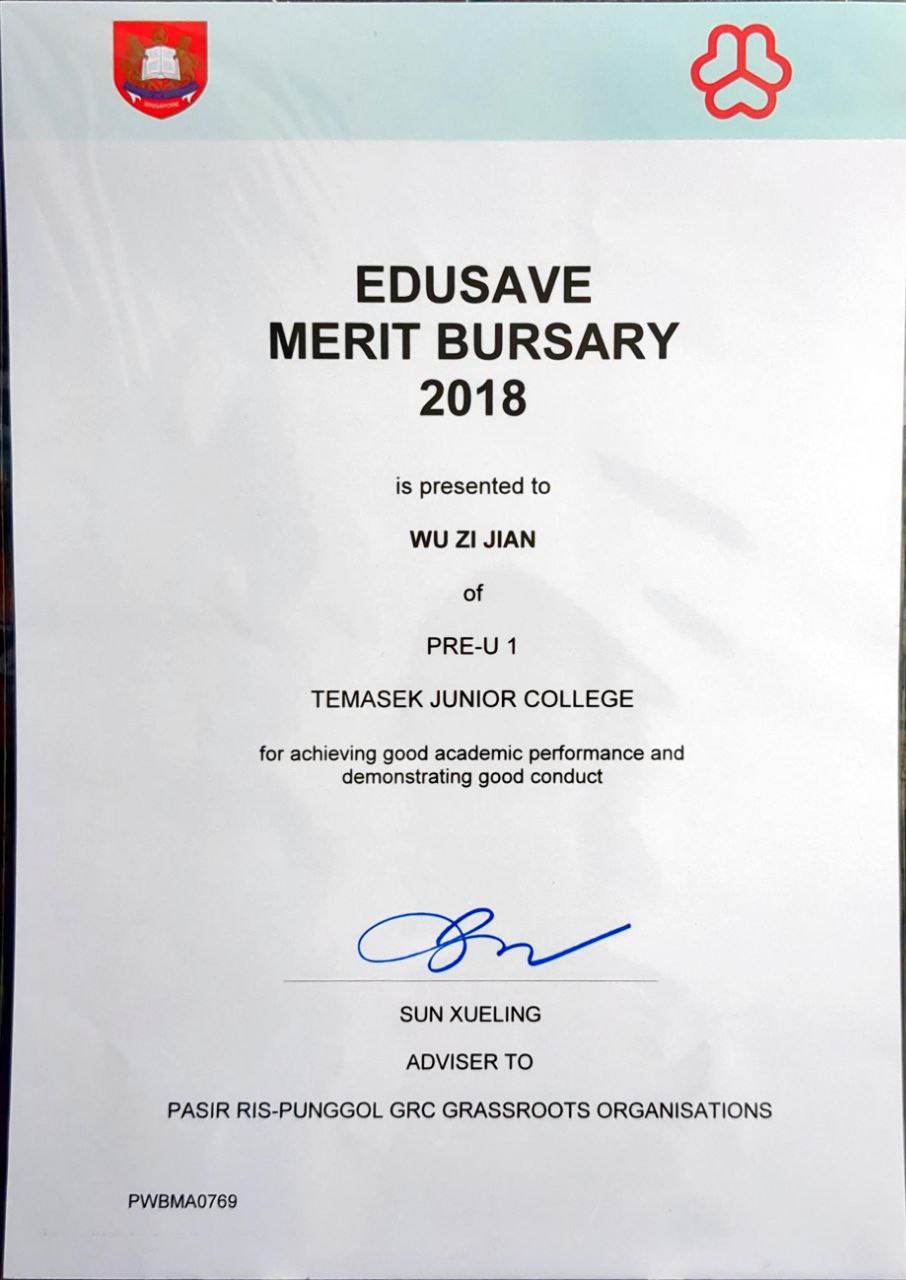 SINGAPORE
EDUSAVE
MERIT BURSARY
2018
is presented to
WU ZI JIAN
of
PRE-U 1
TEMASEK JUNIOR COLLEGE
for achieving good academic performance and
demonstrating good conduct
SUN XUELING
ADVISER TO
PASIR RIS-PUNGGOL GRC GRASSROOTS ORGANISATIONS
PWBMA0769